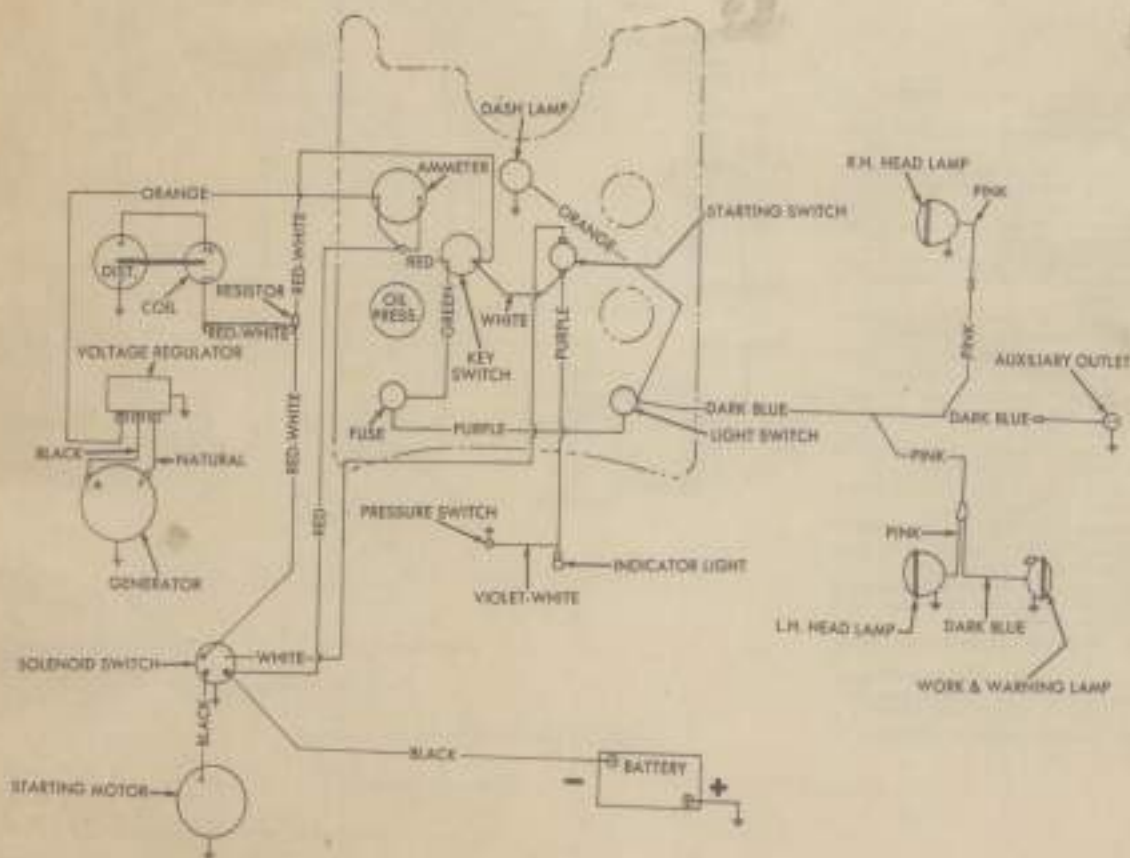 DASH LAMP
AMMETER
R.H. HEAD LAMP
PINK
ORANGE
ORANGE
STARTING SWITCH
RED-WHITE
DIST.
COIL
RESISTOR
RED
GREEN
OIL
PRESS.
WHITE
PURPLE
KEY
SWITCH
RED-WHITE
VOLTAGE REGULATOR
PINK
AUXILIARY OUTLET
FUSE
PURPLE
DARK BLUE
DARK BLUE
LIGHT SWITCH
BLACK
NATURAL
RED-WHITE
PINK
RED
PRESSURE SWITCH
+
PINK
GENERATOR
INDICATOR LIGHT
VIOLET-WHITE
L.H. HEAD LAMP
DARK BLUE
SOLENOID SWITCH
WHITE
WORK & WARNING LAMP
BLACK
BLACK
BATTERY
- +
STARTING MOTOR